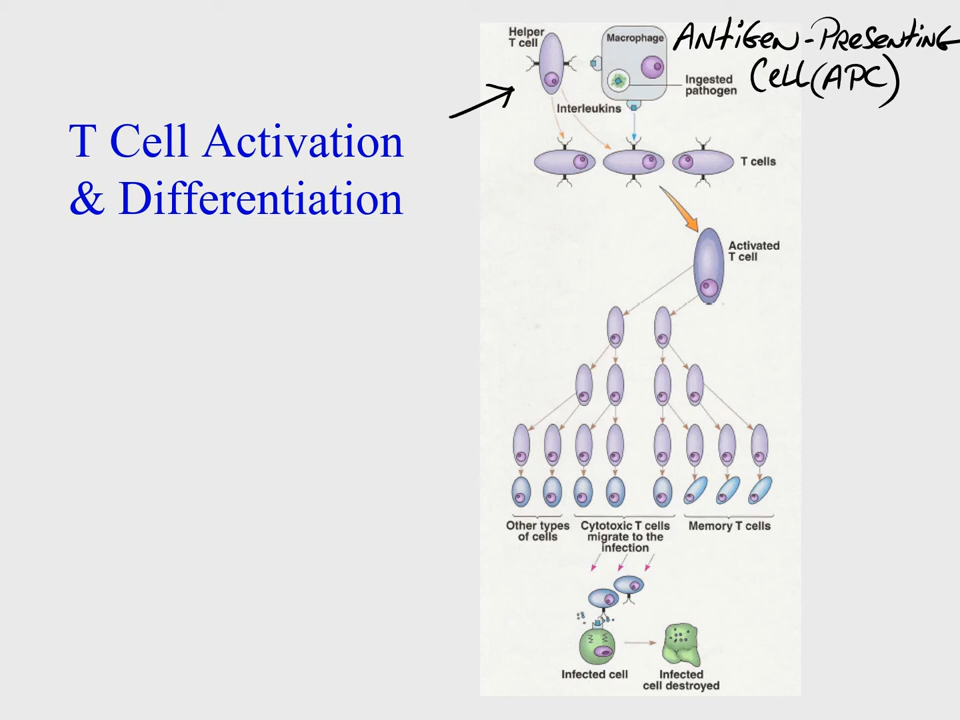 T Cell Activation
& Differentiation
Helper
T cell
Macrophage
ANtiGEN-PRESENtiNG
CEll(APC)
Ingested
pathogen
Interleukins
T cells
Activated
T cell
Other types
of cells
Cytotoxic T cells
migrate to the
infection
Memory T cells
Infected cell
Infected
cell destroyed